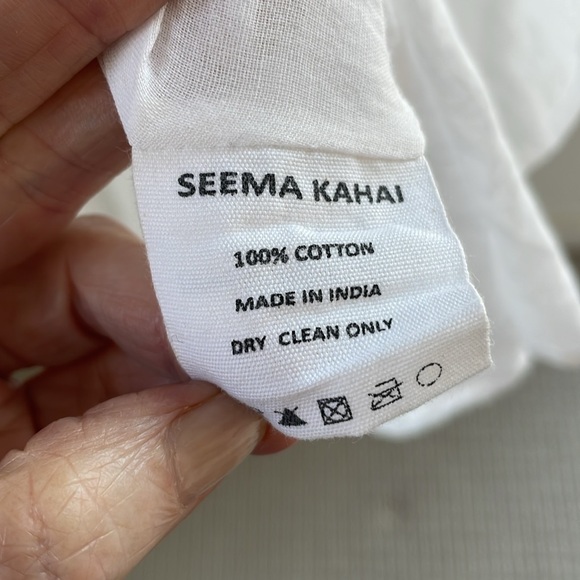 SEEMA KAHAI
100% COTTON
MADE IN INDIA
DRY CLEAN ONLY